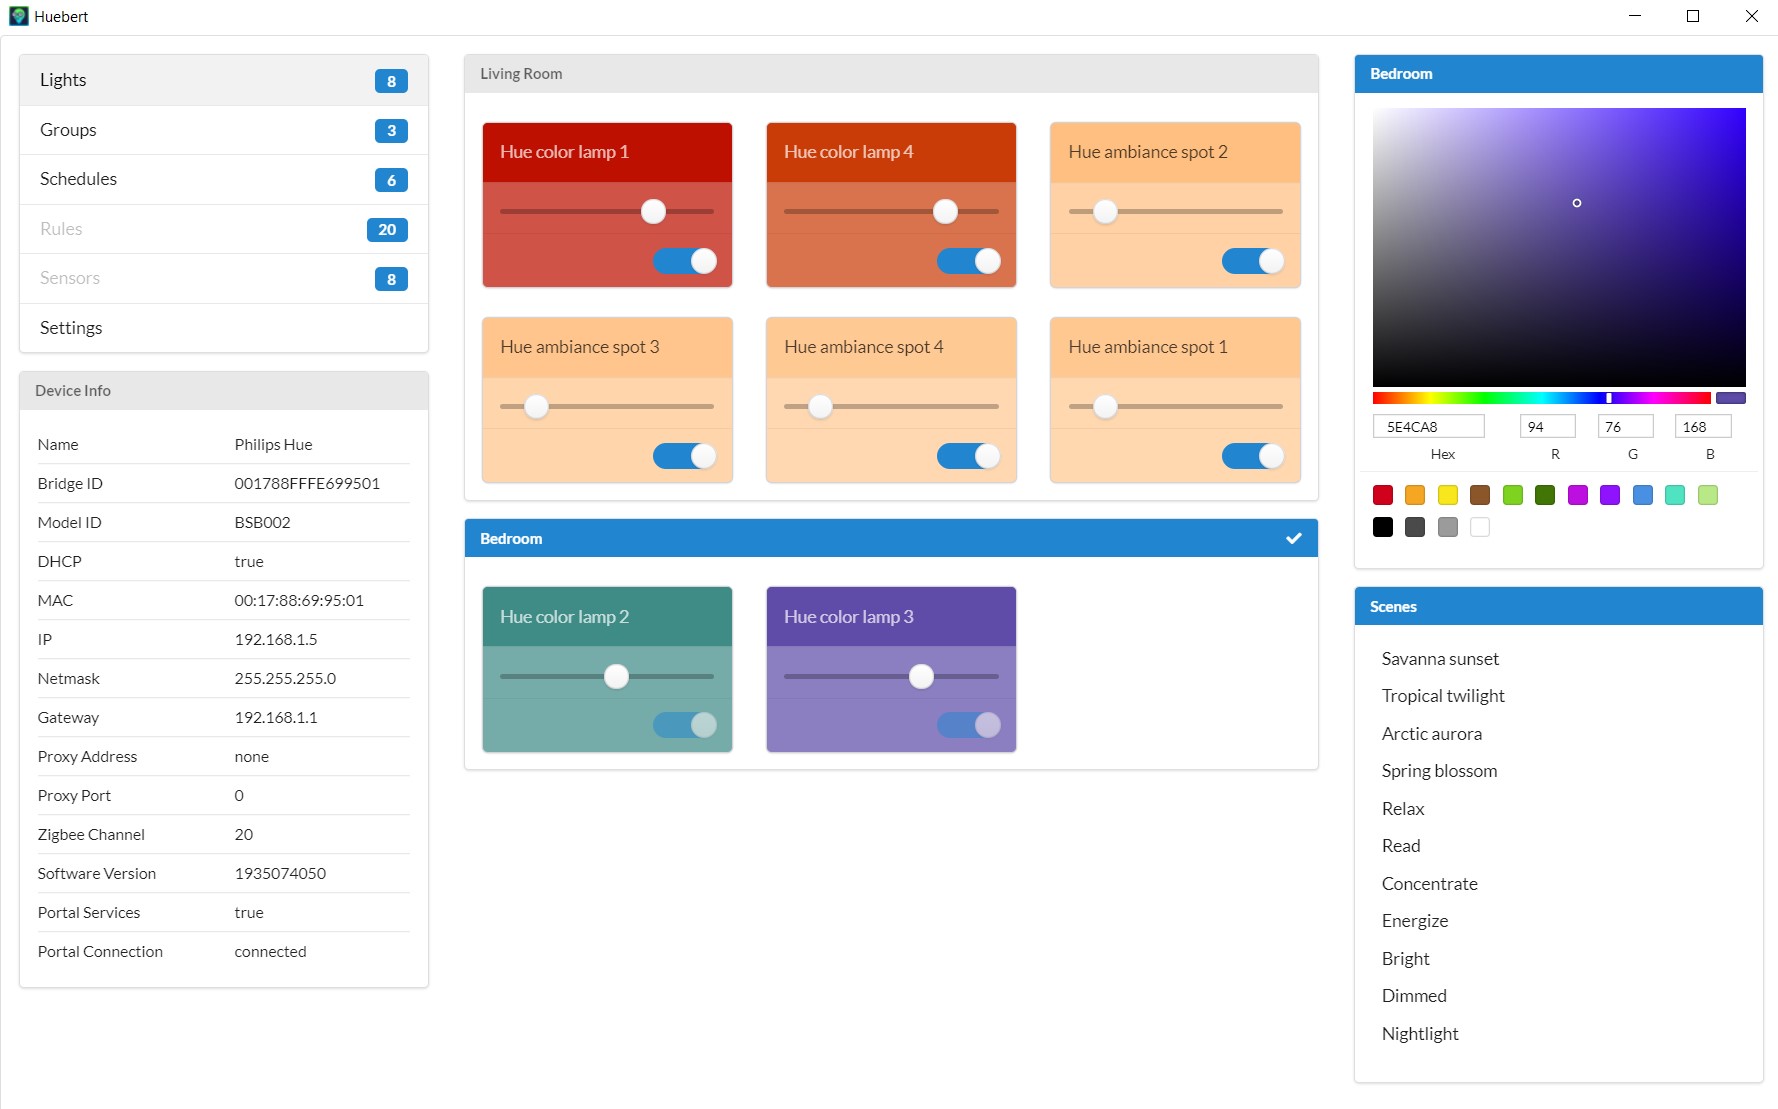 Huebert
Lights 8
Groups 3
Schedules 6
Rules 20
Sensors 8
Settings
Device Info
Name Philips Hue
Bridge ID 001788FFFE699501
Model ID BSB002
DHCP true
MAC 00:17:88:69:95:01
IP 192.168.1.5
Netmask 255.255.255.0
Gateway 192.168.1.1
Proxy Address none
Proxy Port 0
Zigbee Channel 20
Software Version 1935074050
Portal Services true
Portal Connection connected
Living Room
Hue color lamp 1
Hue color lamp 4
Hue ambiance spot 2
Hue ambiance spot 3
Hue ambiance spot 4
Hue ambiance spot 1
Bedroom
Hue color lamp 2
Hue color lamp 3
Bedroom
5E4CA8 94 76 168
Hex R G B
Scenes
Savanna sunset
Tropical twilight
Arctic aurora
Spring blossom
Relax
Read
Concentrate
Energize
Bright
Dimmed
Nightlight